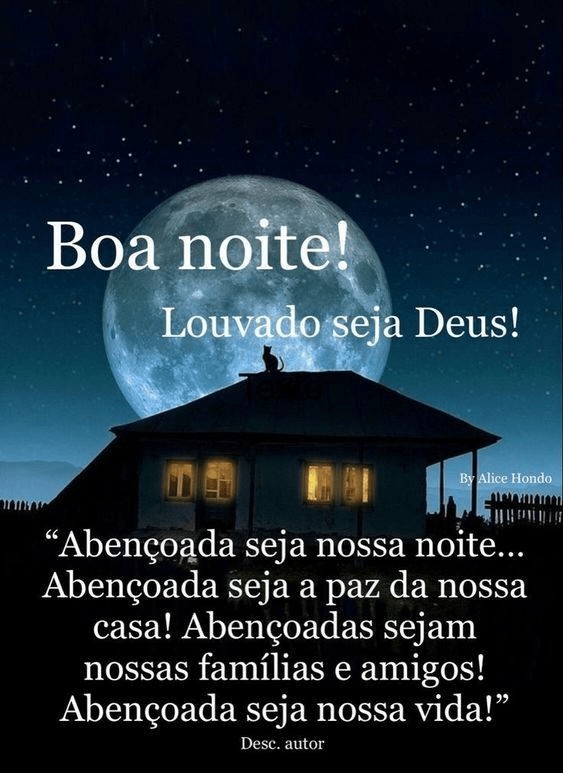 Boa noite!
Louvado seja Deus!
By Alice Hondo
“Abençoada seja nossa noite...
Abençoada seja a paz da nossa
casa! Abençoadas sejam
nossas famílias e amigos!
Abençoada seja nossa vida!”
Desc. autor